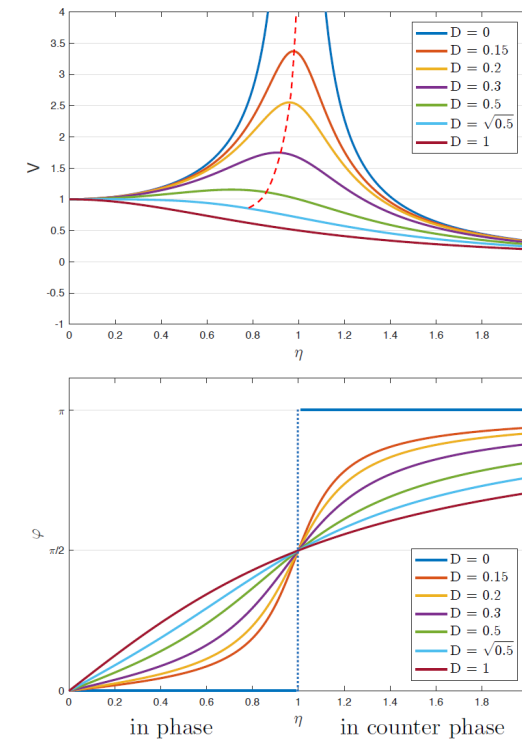 4
3.5
3
2.5
2
1.5
1
0.5
0
-0.5
-1
V
0 0.2 0.4 0.6 0.8 1 1.2 1.4 1.6 1.8
η
D = 0
D = 0.15
D = 0.2
D = 0.3
D = 0.5
D = √0.5
D = 1
π
π/2
0
φ
0 0.2 0.4 0.6 0.8 1 1.2 1.4 1.6 1.8
η
D = 0
D = 0.15
D = 0.2
D = 0.3
D = 0.5
D = √0.5
D = 1
in phase in counter phase